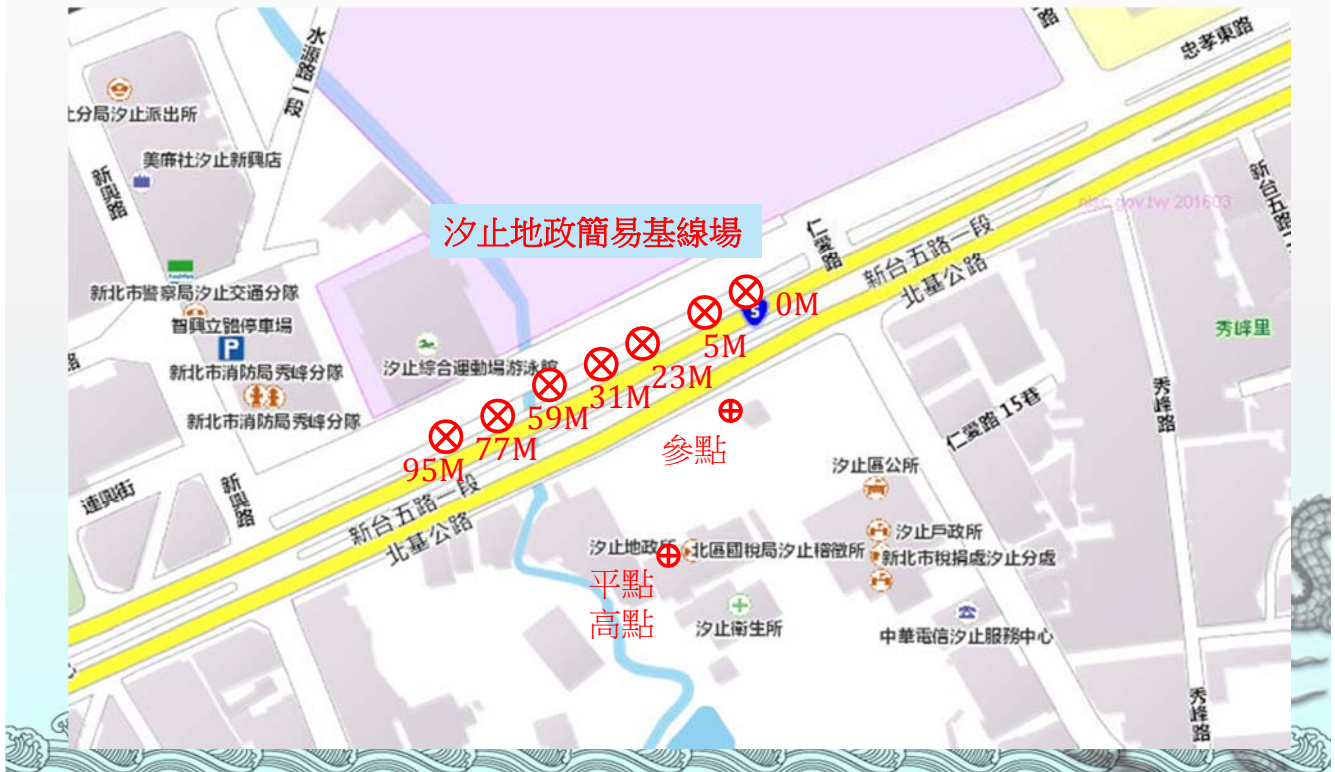 水源路一段
路
忠孝東路
上分局汐止派出所
美廉社汐止新興店
新興路
新台五路
nlsc.gov.tw 201603
汐止地政簡易基線場
仁愛路
新台五路一段
北基公路
新北市警察局汐止交通分隊
智興立體停車場
P
新北市消防局秀峰分隊
新北市消防局秀峰分隊
汐止綜合運動場游泳館
路
0M
5
5M
23M
31M
59M
77M
95M
秀峰里
參點
仁愛路 15巷
秀峰路
連興街
新興路
新台五路一段
北基公路
汐止區公所
汐止戶政所
汐止地政所
北區國稅局汐止稽徵所
新北市稅捐處汐止分處
平點
高點
汐止衛生所
中華電信汐止服務中心
秀峰路